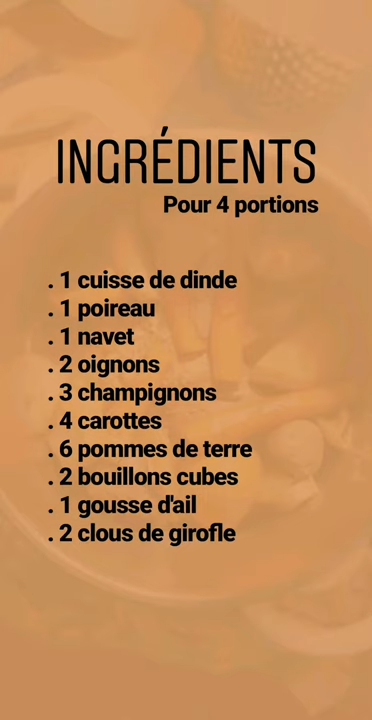 INGRÉDIENTS
Pour 4 portions
. 1 cuisse de dinde
. 1 poireau
. 1 navet
. 2 oignons
. 3 champignons
. 4 carottes
. 6 pommes de terre
. 2 bouillons cubes
. 1 gousse d'ail
. 2 clous de girofle